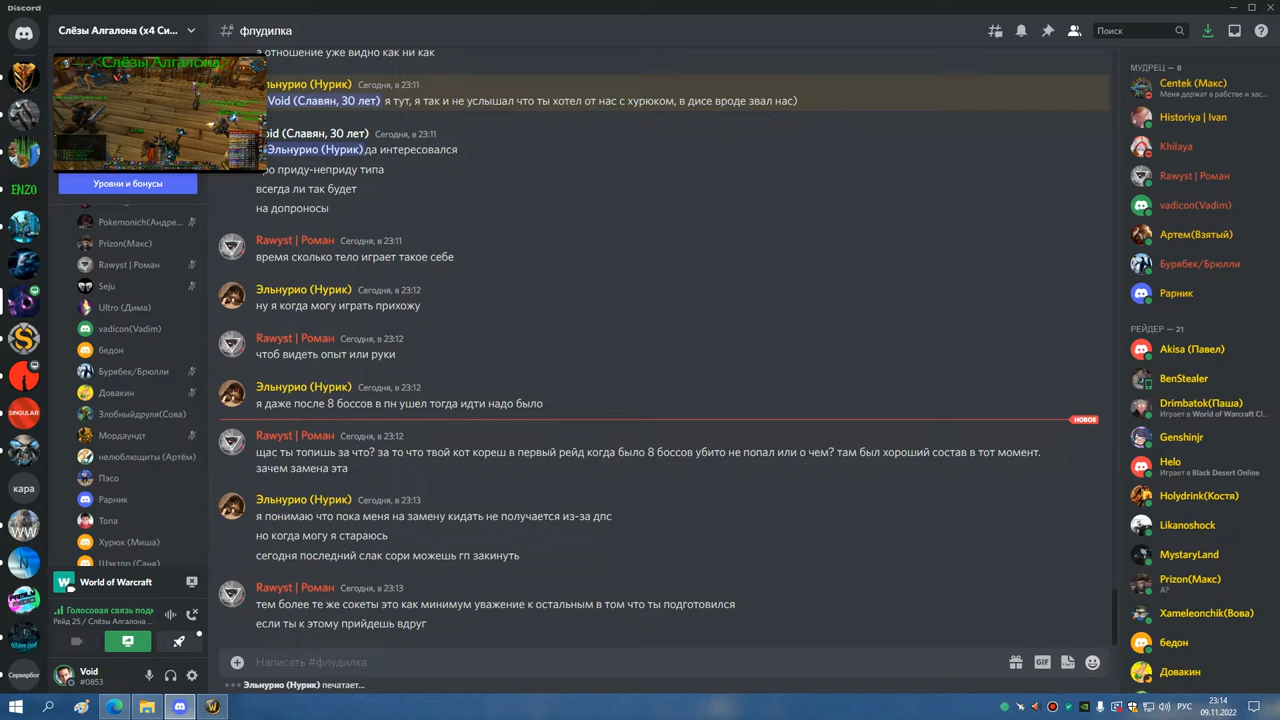 Discord
Слёзы Алгалона (x4 Си...
флудилка
Поиск
<Слёзы Алгалона>
Уровни и бонусы
Pokemonich(Андре...
Prizon(Макс)
Rawyst | Роман
Seju
Ultro (Дима)
vadicon(Vadim)
бедон
Бурябек/Брюлли
Довакин
Злобныйдруля(Сова)
Мордаундт
нелюблющиты (Артём)
Пэсо
Рарник
Топа
Хурюк (Миша)
Шэктор (Саня)
ENZO
SINGULAR
кара
WW
Серверbor
World of Warcraft
Голосовая связь подк
Рейд 25 / Слёзы Алгалона ...
Void
#0853
а отношение уже видно как ни как
льнурио (Нурик) Сегодня, в 23:11
Void (Славян, 30 лет) я тут, я так и не услышал что ты хотел от нас с хурюком, в дисе вроде звал нас)
oid (Славян, 30 лет) Сегодня, в 23:11
Эльнурио (Нурик) да интересовался
ро приду-неприду типа
всегда ли так будет
на допроносы
Rawyst | Роман Сегодня, в 23:11
время сколько тело играет такое себе
Эльнурио (Нурик) Сегодня, в 23:12
ну я когда могу играть прихожу
Rawyst | Роман Сегодня, в 23:12
чтоб видеть опыт или руки
Эльнурио (Нурик) Сегодня, в 23:12
я даже после 8 боссов в пн ушел тогда идти надо было
НОВОЕ
Rawyst | Роман Сегодня, в 23:12
щас ты топишь за что? за то что твой кот кореш в первый рейд когда было 8 боссов убито не попал или о чем? там был хороший состав в тот момент.
зачем замена эта
Эльнурио (Нурик) Сегодня, в 23:13
я понимаю что пока меня на замену кидать не получается из-за дпс
но когда могу я стараюсь
сегодня последний слак сори можешь гп закинуть
Rawyst | Роман Сегодня, в 23:13
тем более те же сокеты это как минимум уважение к остальным в том что ты подготовился
если ты к этому прийдешь вдруг
Написать #флудилка
GIF
Эльнурио (Нурик) печатает...
МУДРЕЦ — 8
Centek (Макс)
Меня держат в рабстве и зас...
Historiya | Ivan
Khilaya
Rawyst | Роман
vadicon(Vadim)
Артем(Взятый)
Бурябек/Брюлли
Рарник
РЕЙДЕР — 21
Akisa (Павел)
BenStealer
Drimbatok(Паша)
Играет в World of Warcraft Cl...
Genshinjr
Helo
Играет в Black Desert Online
Holydrink(Костя)
Likanoshock
MystaryLand
Prizon(Макс)
А?
Xameleonchik(Вова)
бедон
Довакин
РУС
23:14
09.11.2022